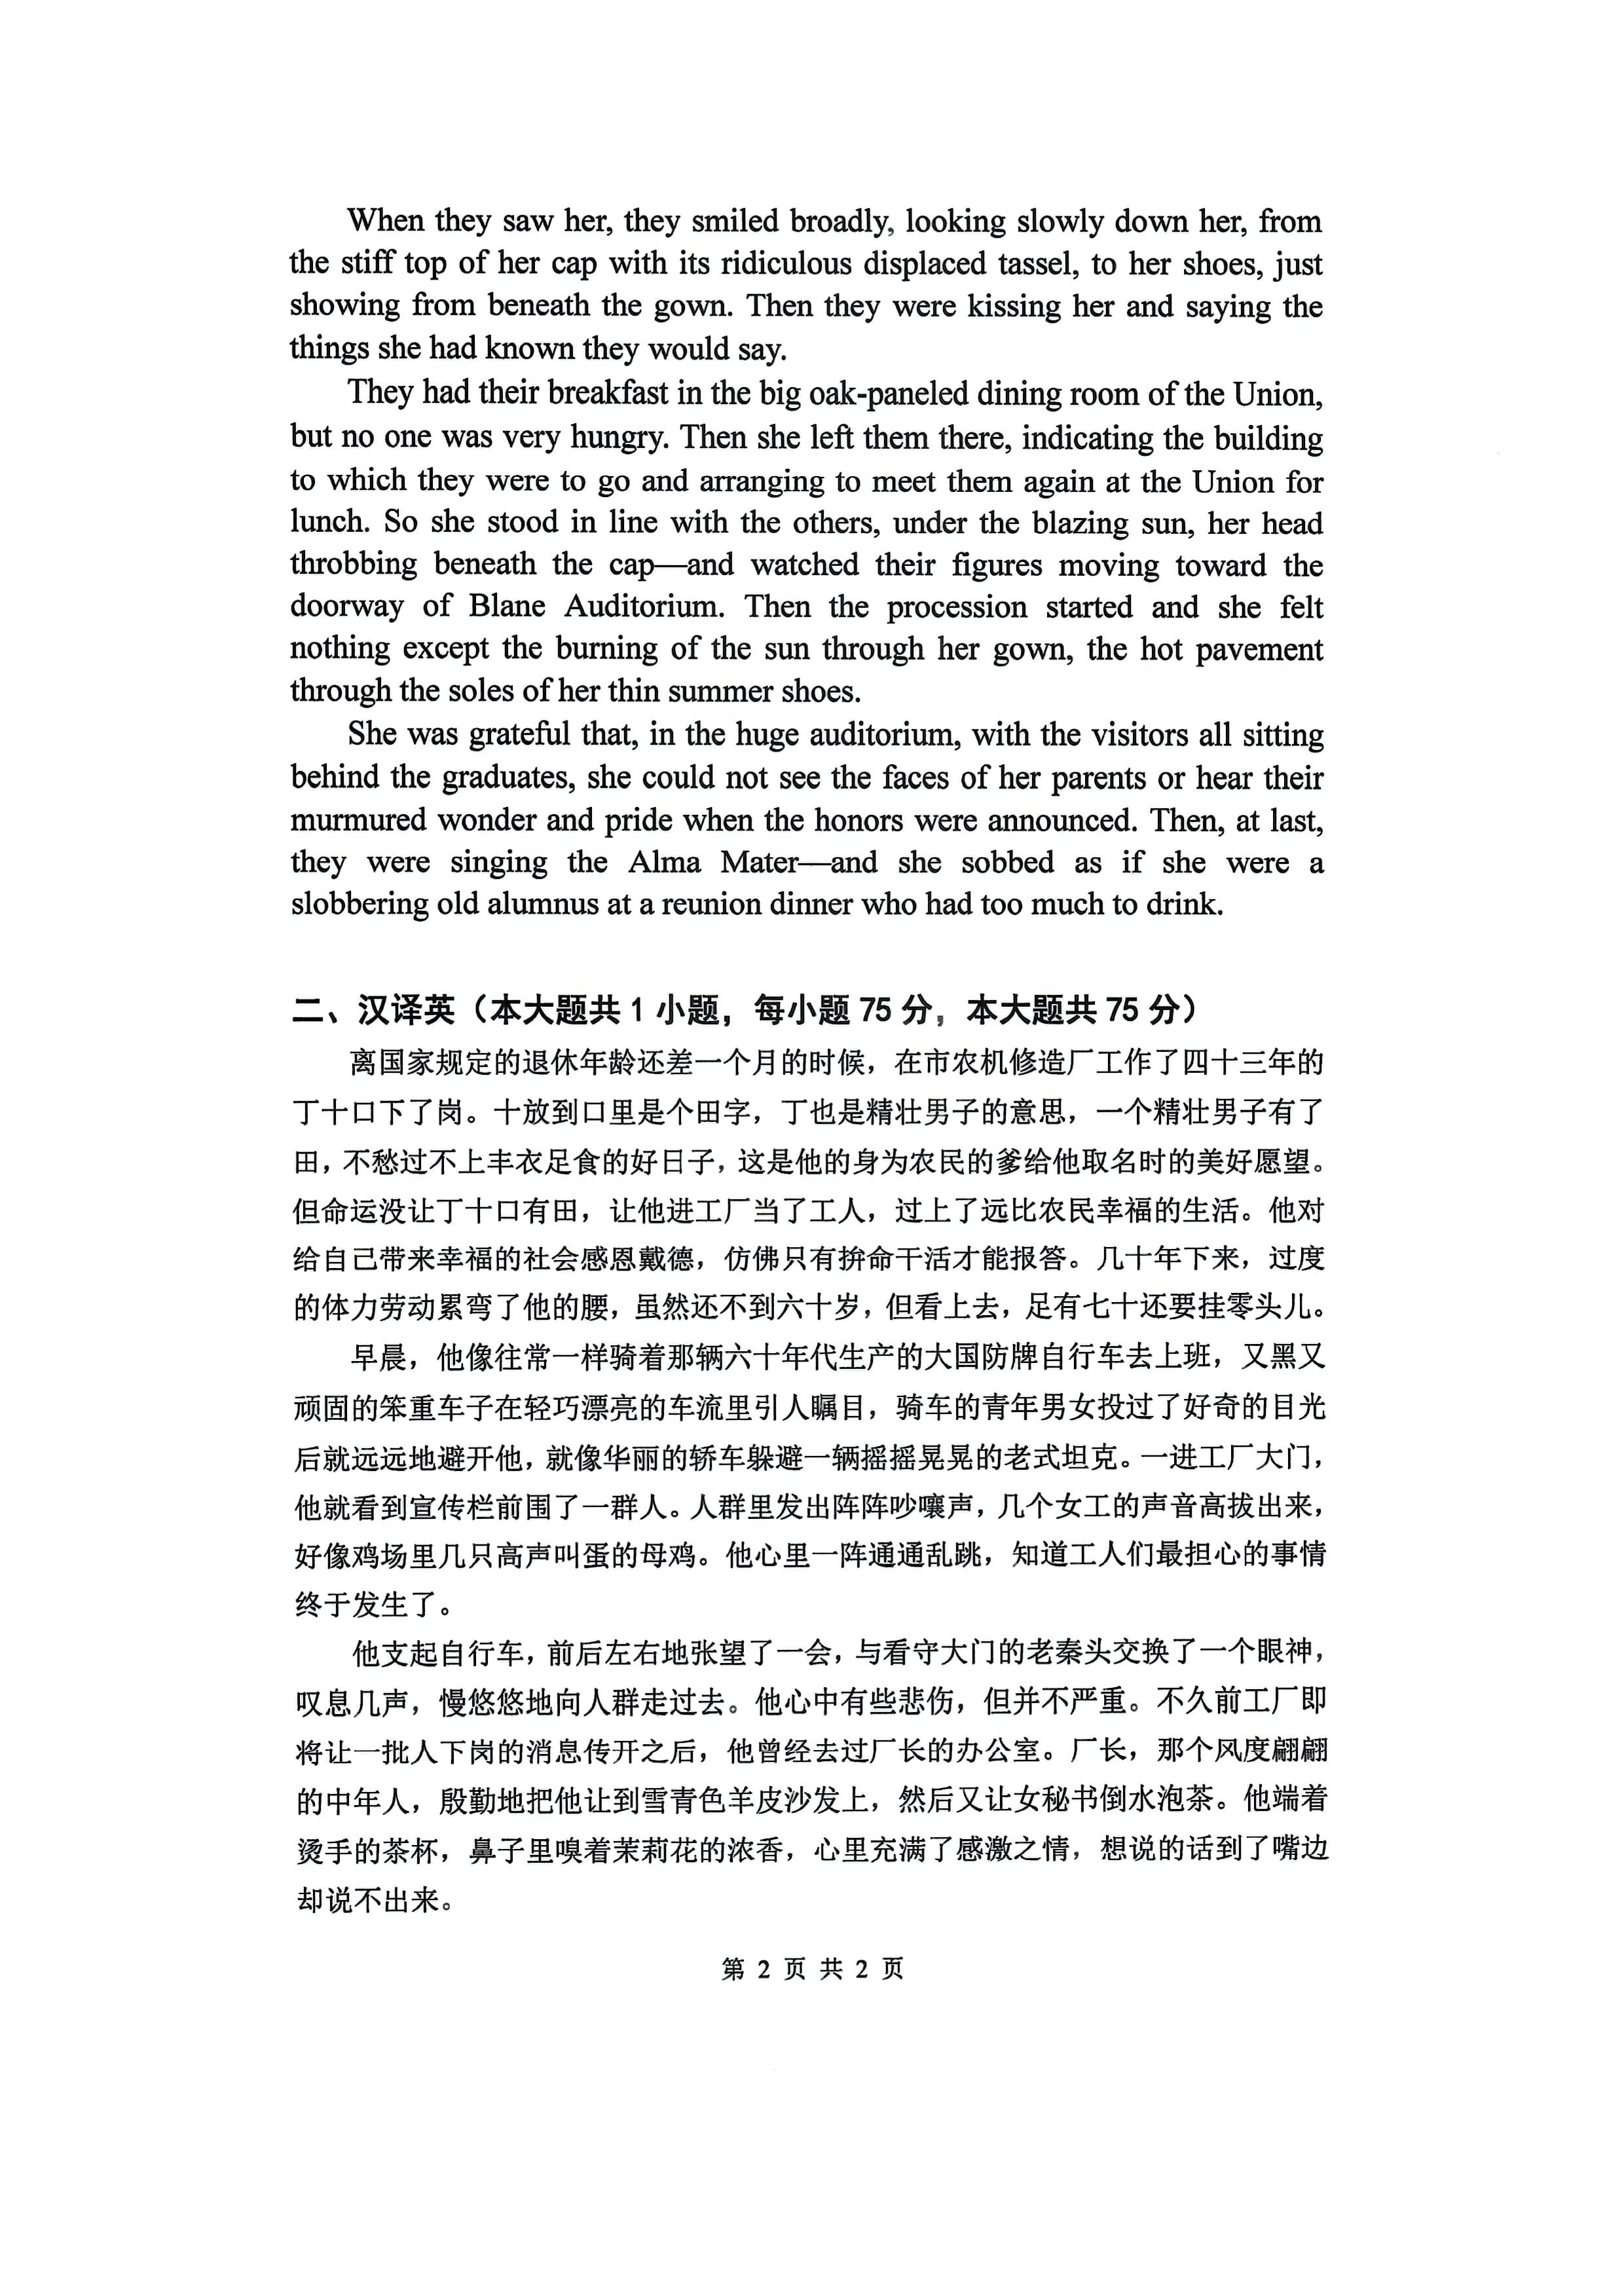 When they saw her, they smiled broadly, looking slowly down her, from
the stiff top of her cap with its ridiculous displaced tassel, to her shoes, just
showing from beneath the gown. Then they were kissing her and saying the
things she had known they would say.
They had their breakfast in the big oak-paneled dining room of the Union,
but no one was very hungry. Then she left them there, indicating the building
to which they were to go and arranging to meet them again at the Union for
lunch. So she stood in line with the others, under the blazing sun, her head
throbbing beneath the cap—and watched their figures moving toward the
doorway of Blane Auditorium. Then the procession started and she felt
nothing except the burning of the sun through her gown, the hot pavement
through the soles of her thin summer shoes.
She was grateful that, in the huge auditorium, with the visitors all sitting
behind the graduates, she could not see the faces of her parents or hear their
murmured wonder and pride when the honors were announced. Then, at last,
they were singing the Alma Mater—and she sobbed as if she were a
slobbering old alumnus at a reunion dinner who had too much to drink.
二、汉译英（本大题共 1 小题，每小题 75 分，本大题共 75 分）
离国家规定的退休年龄还差一个月的时候，在市农机修造厂工作了四十三年的
丁十口下了岗。十放到口里是个田字，丁也是精壮男子的意思，一个精壮男子有了
田，不愁过不上丰衣足食的好日子，这是他的身为农民的爹给他取名时的美好愿望。
但命运没让丁十口有田，让他进工厂当了工人，过上了远比农民幸福的生活。他对
给自己带来幸福的社会感恩戴德，仿佛只有拚命干活才能报答。几十年下来，过度
的体力劳动累弯了他的腰，虽然还不到六十岁，但看上去，足有七十还要挂零头儿。
早晨，他像往常一样骑着那辆六十年代生产的大国防牌自行车去上班，又黑又
顽固的笨重车子在轻巧漂亮的车流里引人瞩目，骑车的青年男女投过了好奇的目光
后就远远地避开他，就像华丽的轿车躲避一辆摇摇晃晃的老式坦克。一进工厂大门，
他就看到宣传栏前围了一群人。人群里发出阵阵吵嚷声，几个女工的声音高拔出来，
好像鸡场里几只高声叫蛋的母鸡。他心里一阵通通乱跳，知道工人们最担心的事情
终于发生了。
他支起自行车，前后左右地张望了一会，与看守大门的老秦头交换了一个眼神，
叹息几声，慢悠悠地向人群走过去。他心中有些悲伤，但并不严重。不久前工厂即
将让一批人下岗的消息传开之后，他曾经去过厂长的办公室。厂长，那个风度翩翩
的中年人，殷勤地把他让到雪青色羊皮沙发上，然后又让女秘书倒水泡茶。他端着
烫手的茶杯，鼻子里嗅着茉莉花的浓香，心里充满了感激之情，想说的话到了嘴边
却说不出来。
第 2 页 共 2 页